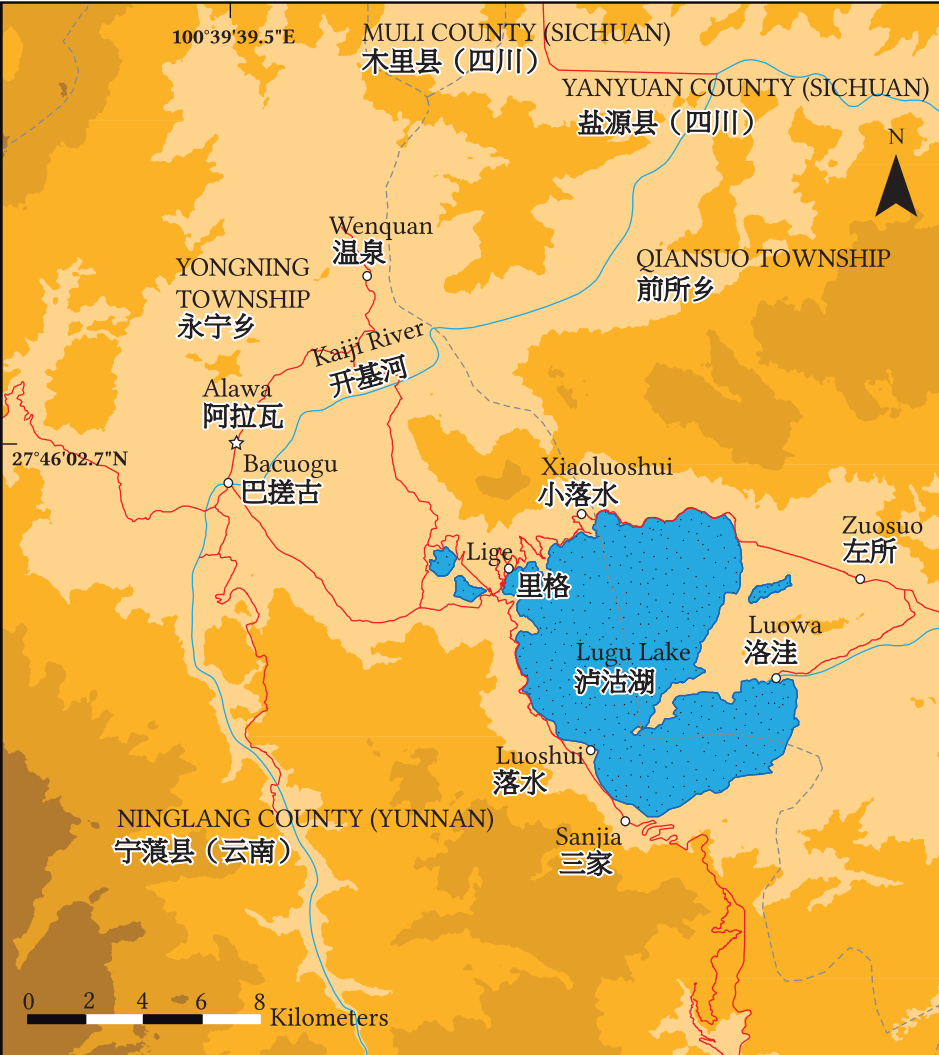 100°39'39.5"E
MULI COUNTY (SICHUAN)
木里县（四川）
YANYUAN COUNTY (SICHUAN)
盐源县（四川）
N
Wenquan
温泉
YONGNING
TOWNSHIP
永宁乡
QIANSUO TOWNSHIP
前所乡
Kaiji River
开基河
Alawa
阿拉瓦
27°46'02.7"N
Bacuogu
巴搓古
Xiaoluoshui
小落水
Zuosuo
左所
Lige
里格
Luowa
洛洼
Lugu Lake
泸沽湖
Luoshui
落水
NINGLANG COUNTY (YUNNAN)
宁蒗县（云南）
Sanjia
三家
0 2 4 6 8
Kilometers